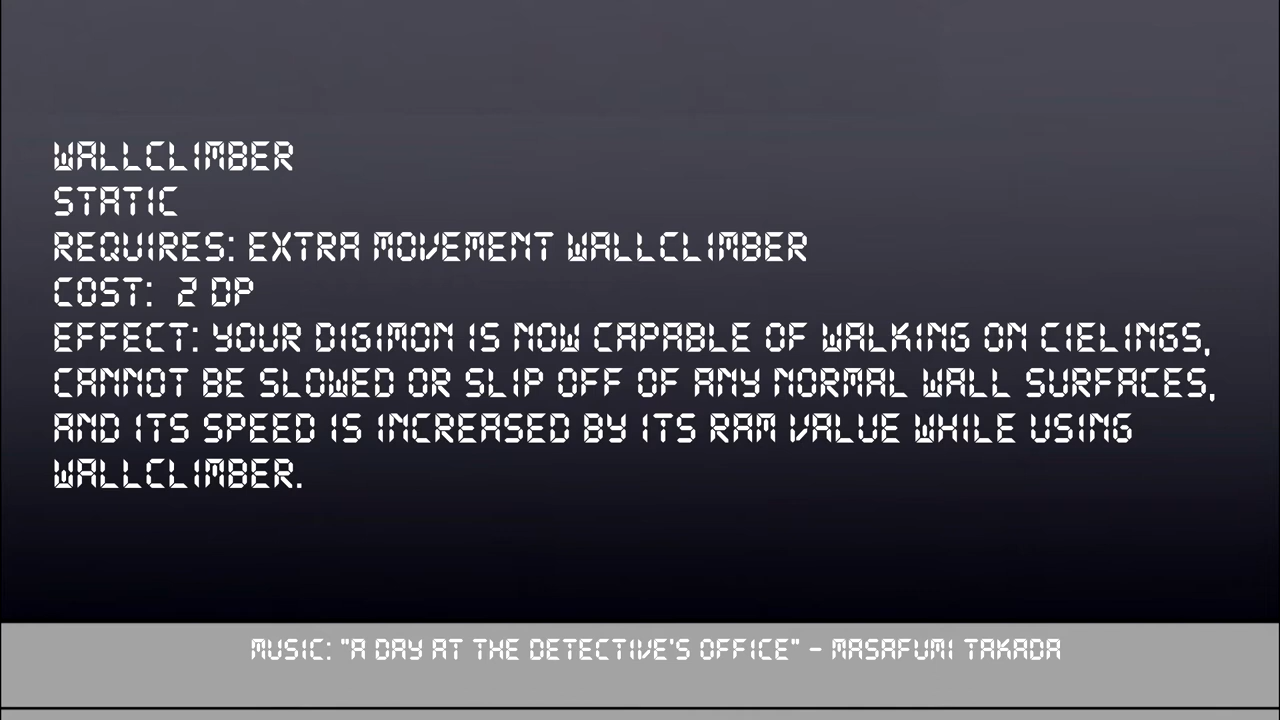 WALLCLIMBER
STATIC
REQUIRES: EXTRA MOVEMENT WALLCLIMBER
COST: 2 DP
EFFECT: YOUR DIGIMON IS NOW CAPABLE OF WALKING ON CIELINGS,
CANNOT BE SLOWED OR SLIP OFF OF ANY NORMAL WALL SURFACES,
AND ITS SPEED IS INCREASED BY ITS RAM VALUE WHILE USING
WALLCLIMBER.
MUSIC: "A DAY AT THE DETECTIVE'S OFFICE" - MASAFUMI TAKADA